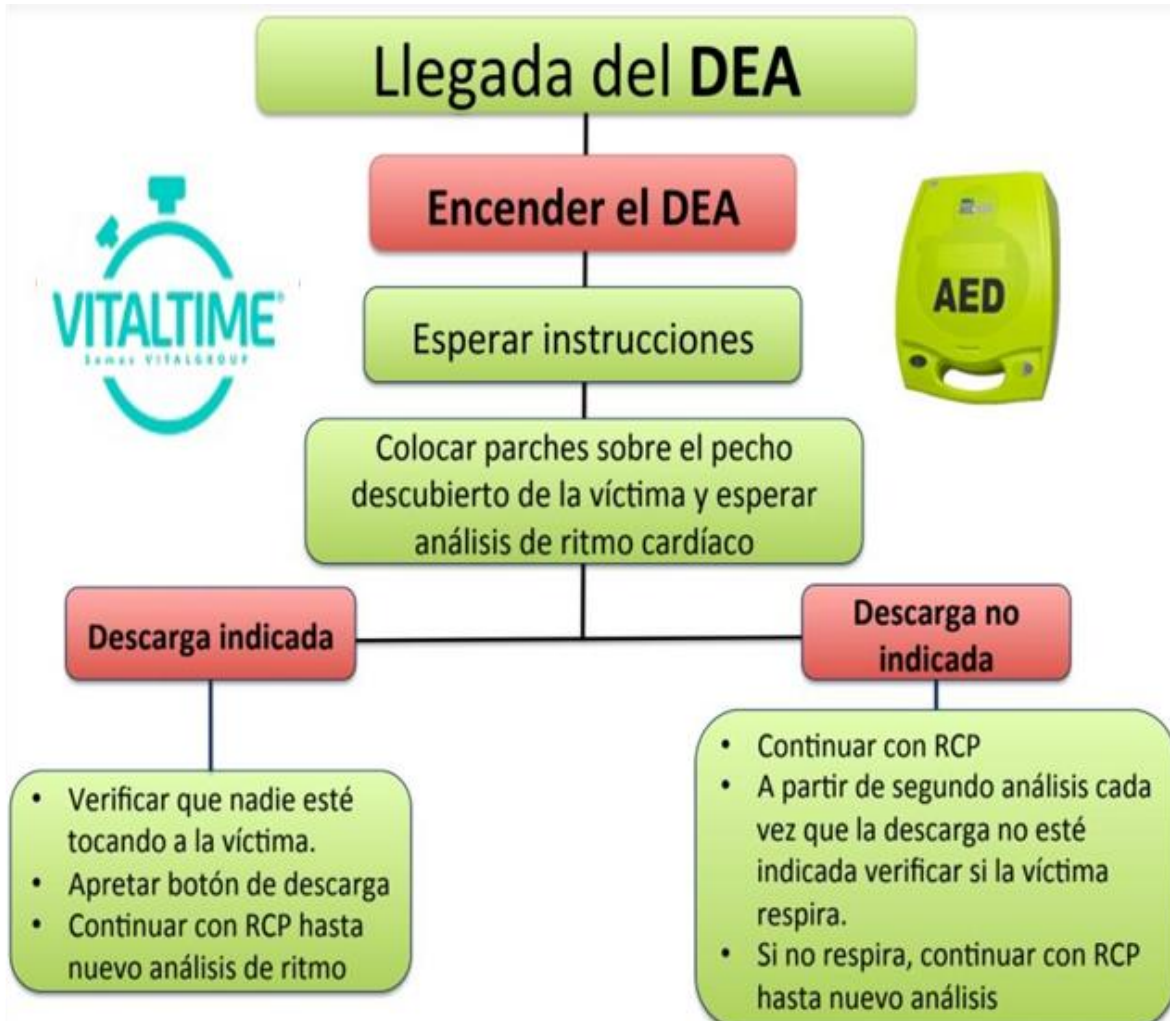 Llegada del DEA
Encender el DEA
VITALTIME®
Somos VITALGROUP
AED
Esperar instrucciones
Colocar parches sobre el pecho
descubierto de la víctima y esperar
análisis de ritmo cardíaco
Descarga indicada
Descarga no
indicada
• Verificar que nadie esté
tocando a la víctima.
• Apretar botón de descarga
• Continuar con RCP hasta
nuevo análisis de ritmo
• Continuar con RCP
• A partir de segundo análisis cada
vez que la descarga no esté
indicada verificar si la víctima
respira.
• Si no respira, continuar con RCP
hasta nuevo análisis